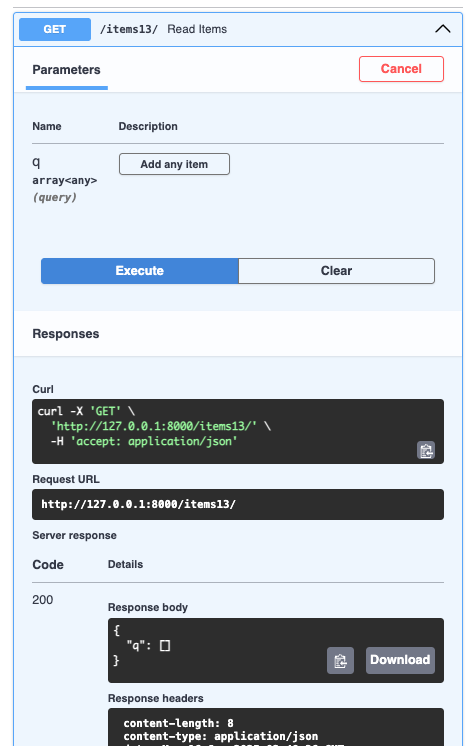 GET /items13/ Read Items
Parameters
Cancel
Name Description
q
array<any>
(query)
Add any item
Execute Clear
Responses
Curl
curl -X 'GET' \
'http://127.0.0.1:8000/items13/' \
-H 'accept: application/json'
Request URL
http://127.0.0.1:8000/items13/
Server response
Code Details
200
Response body
{
"q": []
}
Download
Response headers
content-length: 8
content-type: application/json